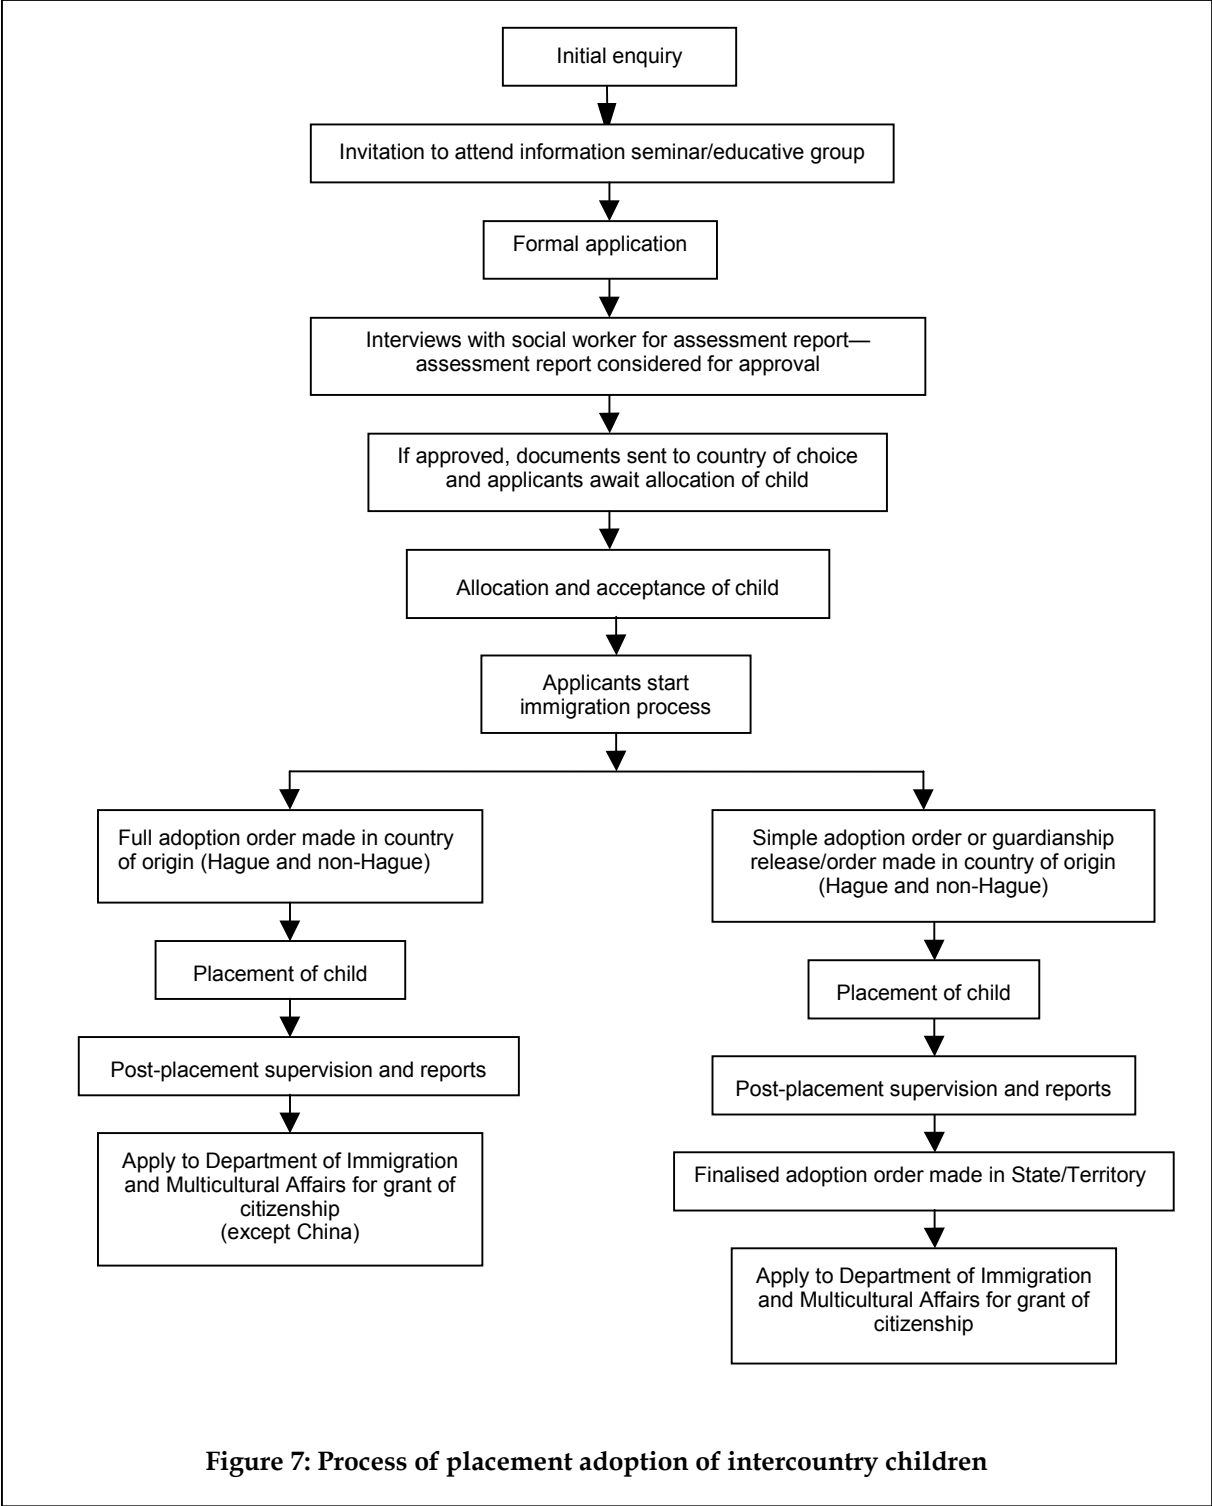 Initial enquiry
Invitation to attend information seminar/educative group
Formal application
Interviews with social worker for assessment report—
assessment report considered for approval
If approved, documents sent to country of choice
and applicants await allocation of child
Allocation and acceptance of child
Applicants start
immigration process
Full adoption order made in country
of origin (Hague and non-Hague)
Placement of child
Post-placement supervision and reports
Apply to Department of Immigration
and Multicultural Affairs for grant of
citizenship
(except China)
Simple adoption order or guardianship
release/order made in country of origin
(Hague and non-Hague)
Placement of child
Post-placement supervision and reports
Finalised adoption order made in State/Territory
Apply to Department of Immigration
and Multicultural Affairs for grant of
citizenship
Figure 7: Process of placement adoption of intercountry children